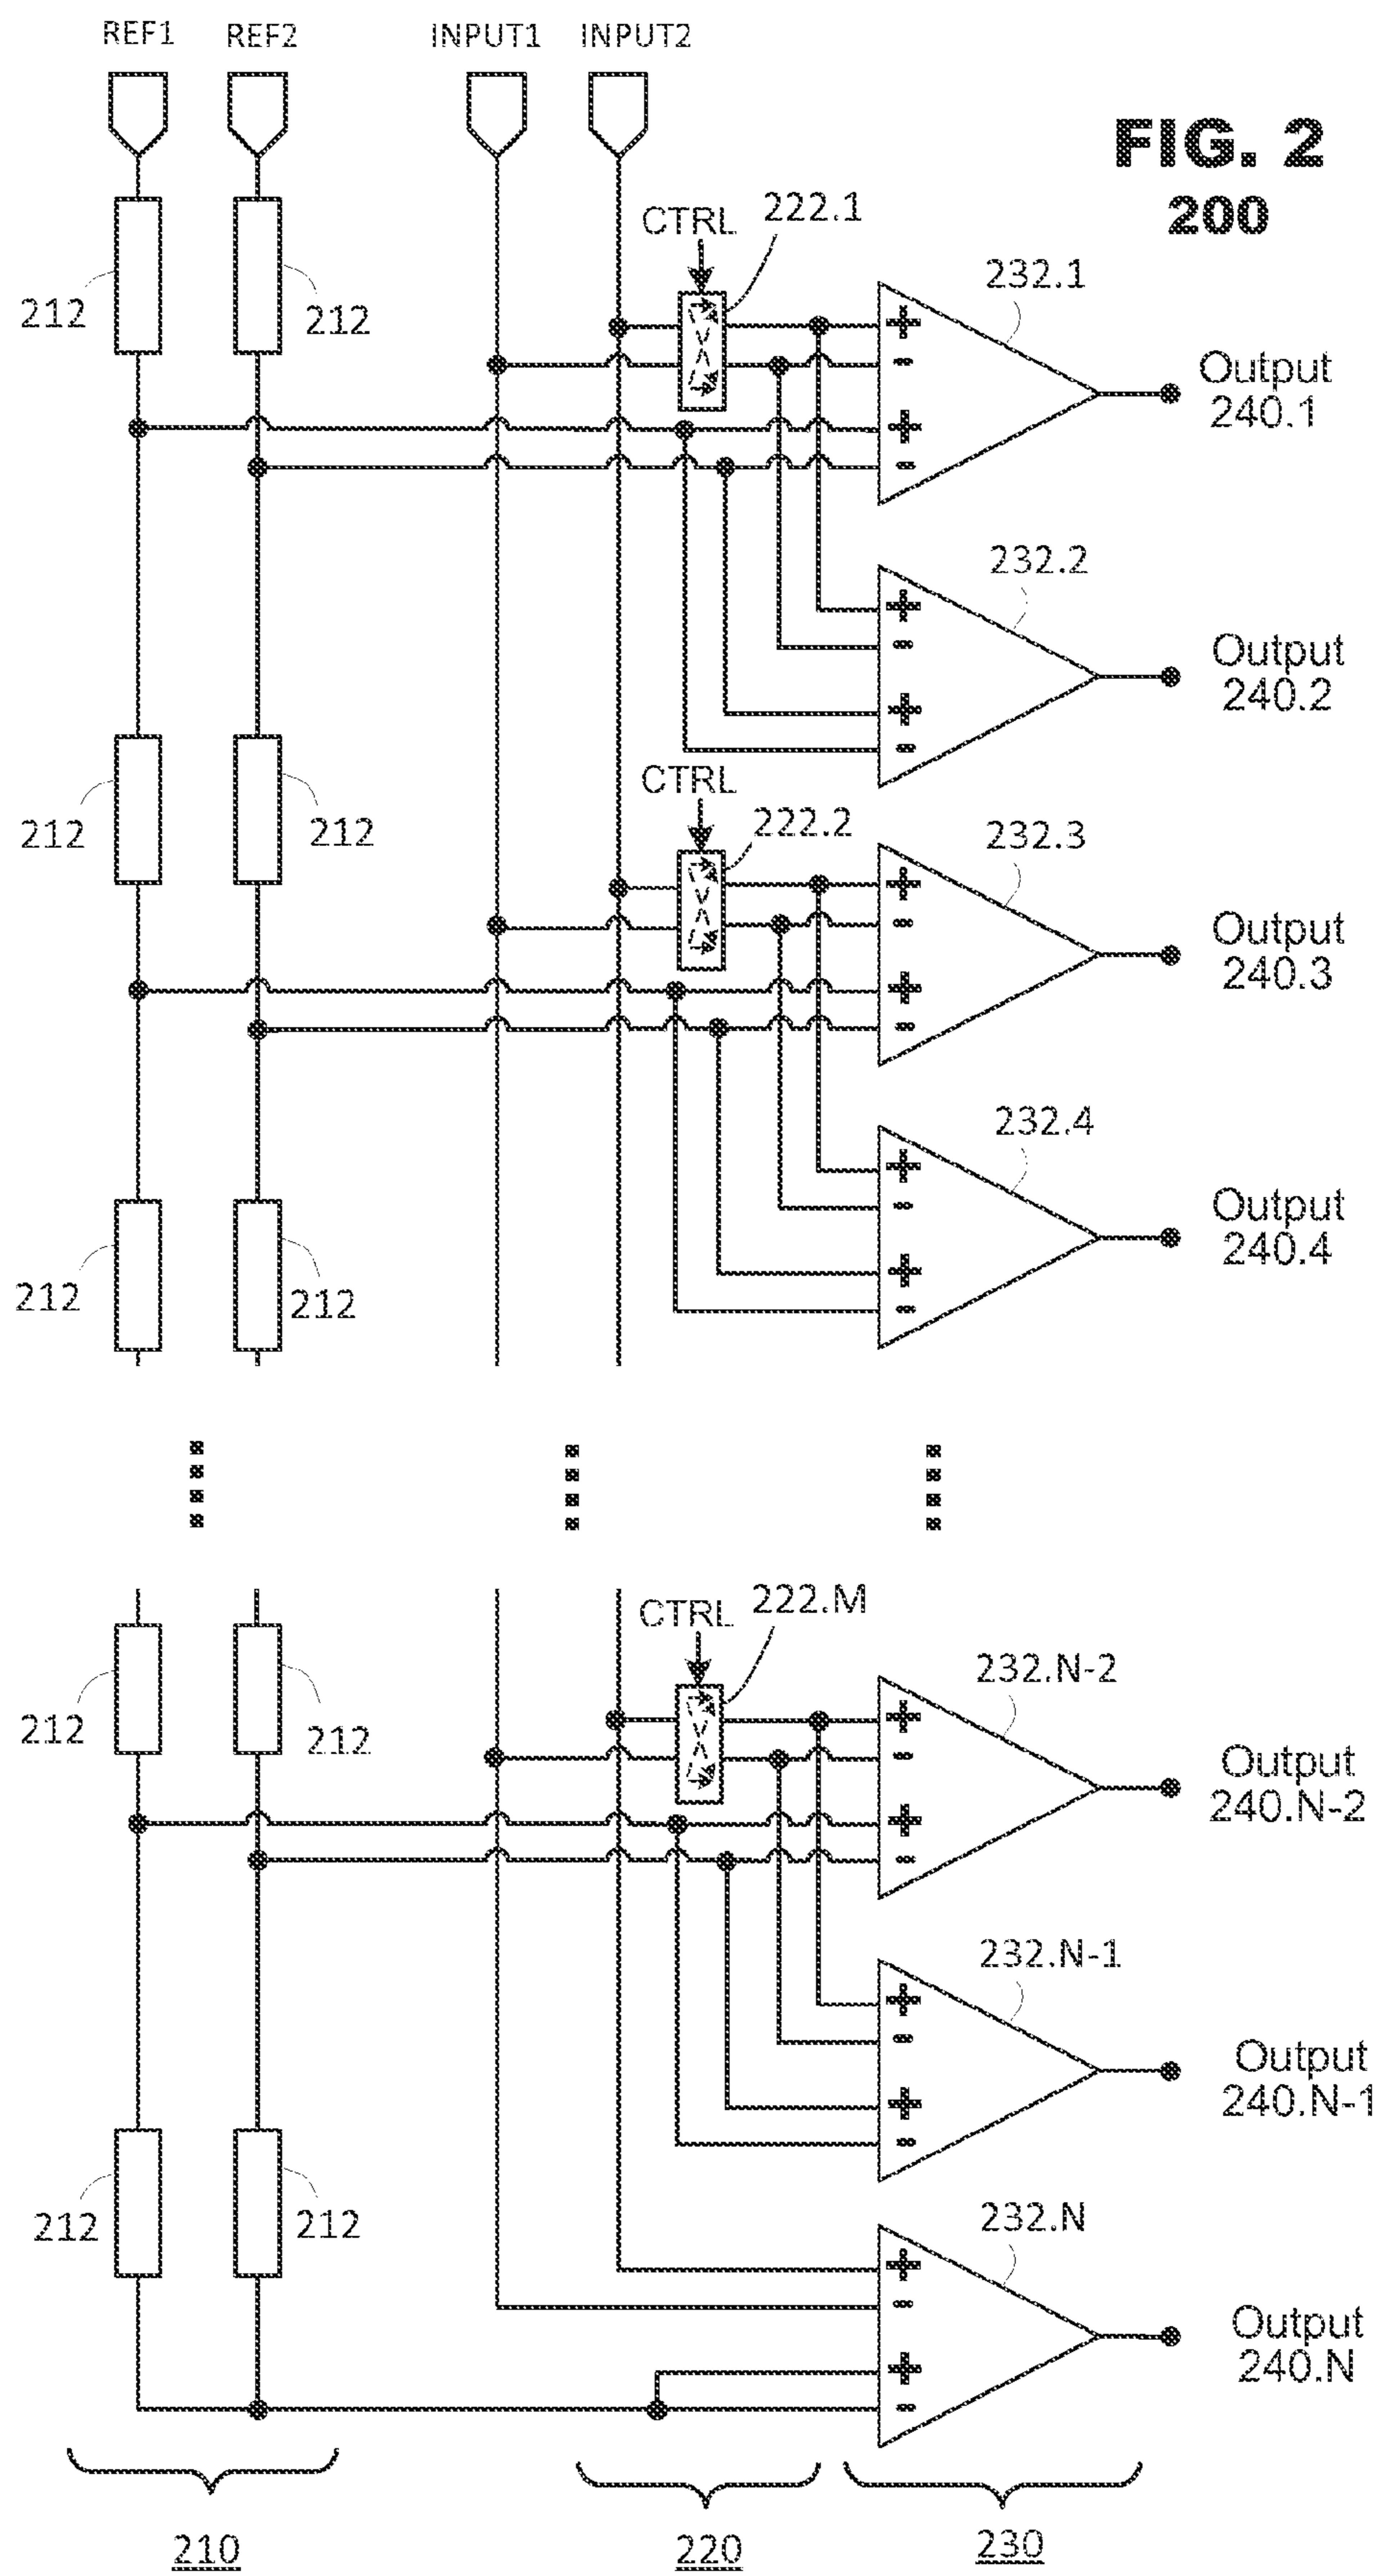 REF1 REF2 INPUT1 INPUT2
FIG. 2
200
CTRL 222.1
232.1
212 212
+
-
+
-
Output
240.1
232.2
+
-
+
-
Output
240.2
CTRL
222.2
212 212
232.3
+
-
+
-
Output
240.3
232.4
+
-
+
-
Output
240.4
212 212
CTRL 222.M
232.N-2
212 212
+
-
+
-
Output
240.N-2
232.N-1
+
-
+
-
Output
240.N-1
212 212
232.N
+
-
+
-
Output
240.N
210 220 230